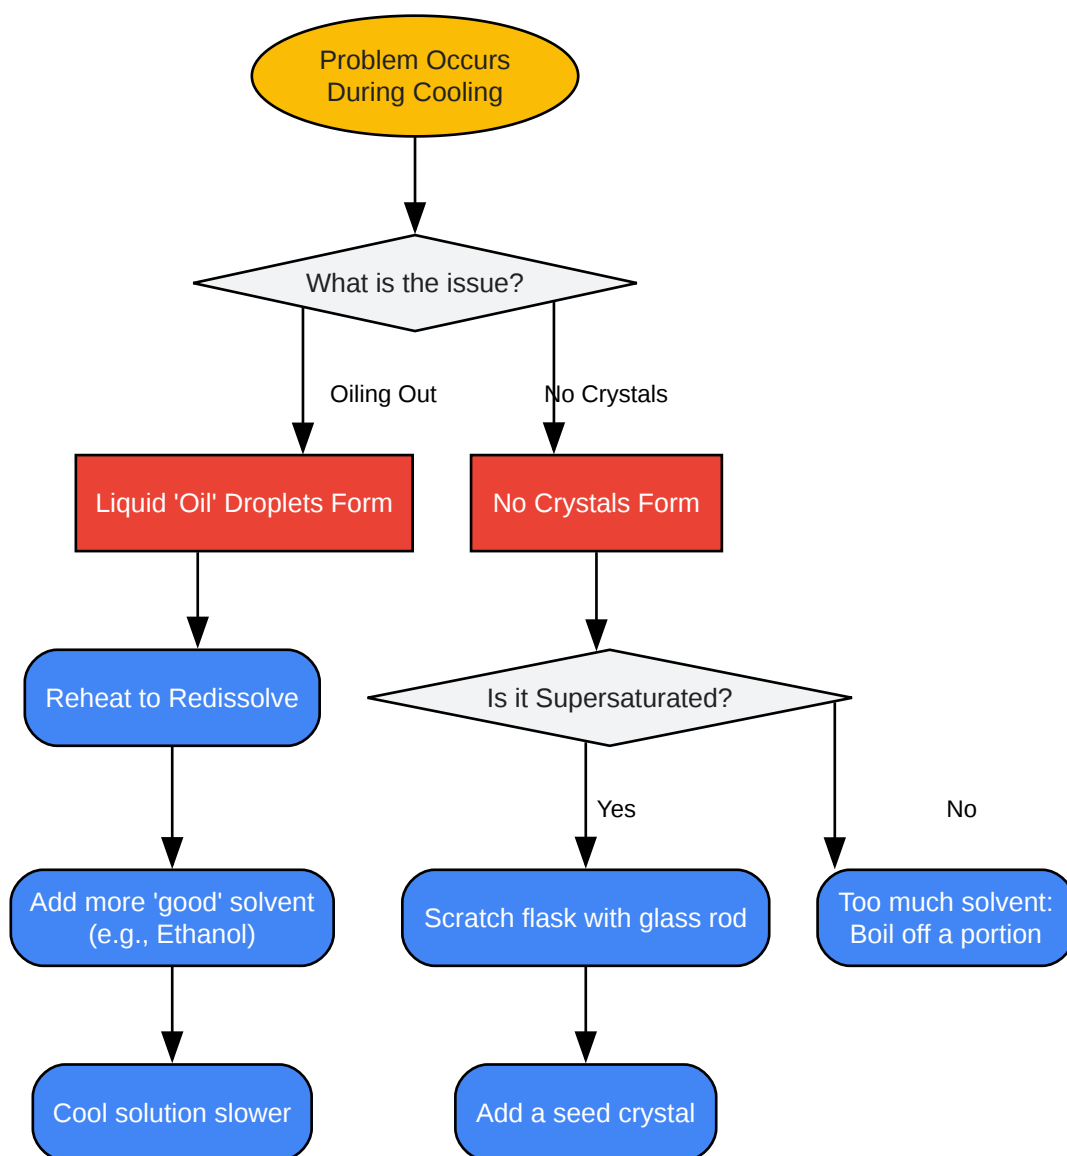 Problem Occurs
During Cooling
What is the issue?
Oiling Out
No Crystals
Liquid 'Oil' Droplets Form
No Crystals Form
Reheat to Redissolve
Is it Supersaturated?
Yes
No
Add more 'good' solvent
(e.g., Ethanol)
Scratch flask with glass rod
Too much solvent:
Boil off a portion
Cool solution slower
Add a seed crystal